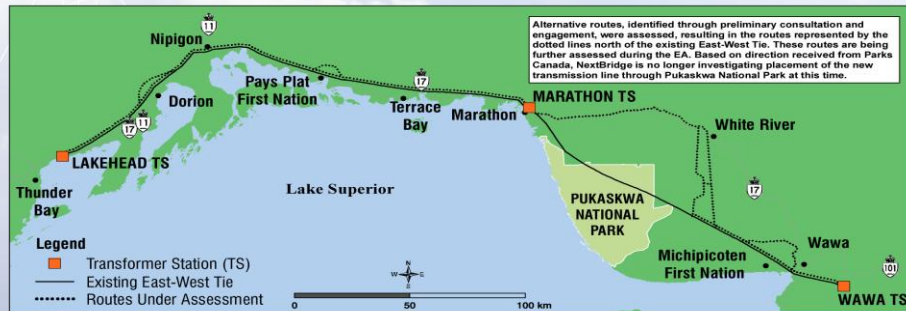 Alternative routes, identified through preliminary consultation and
engagement, were assessed, resulting in the routes represented by the
dotted lines north of the existing East-West Tie. These routes are being
further assessed during the EA. Based on direction received from Parks
Canada, NextBridge is no longer investigating placement of the new
transmission line through Pukaskwa National Park at this time.
11
17
Nipigon
Pays Plat
First Nation
17
Dorion
17
11
Terrace
Bay
MARATHON TS
Marathon
White River
LAKEHEAD TS
Thunder
Bay
Lake Superior
17
PUKASKWA
NATIONAL
PARK
Michipicoten
First Nation
Wawa
101
WAWA TS
Legend
Transformer Station (TS)
Existing East-West Tie
Routes Under Assessment
N
W
E
S
0
50
100 km